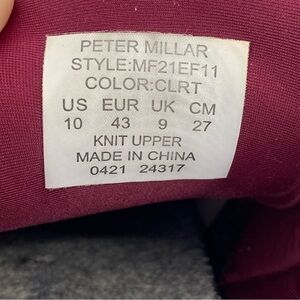 PETER MILLAR
STYLE:MF21EF11
COLOR:CLRT
US EUR UK CM
10 43 9 27
KNIT UPPER
MADE IN CHINA
0421 24317